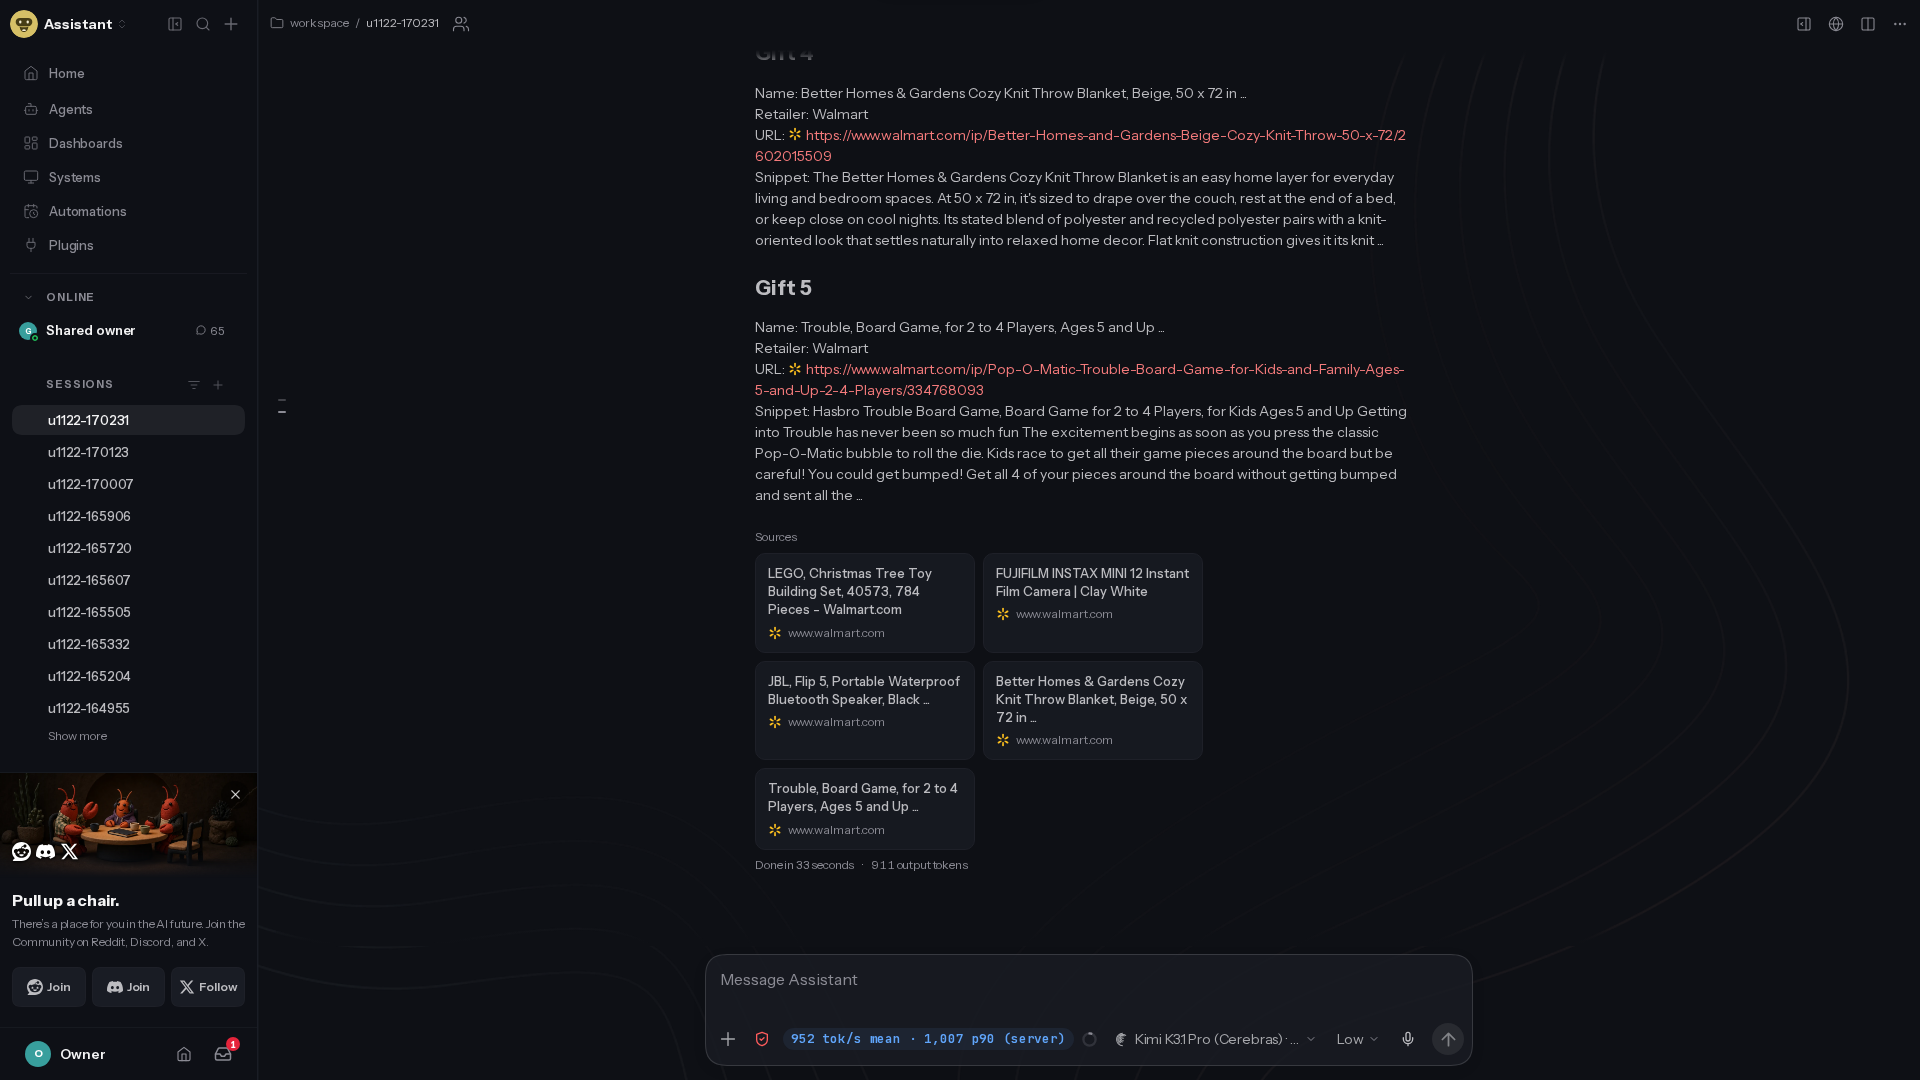 Assistant
Home
Agents
Dashboards
Systems
Automations
Plugins
ONLINE
G
Shared owner
65
SESSIONS
u1122-170231
u1122-170123
u1122-170007
u1122-165906
u1122-165720
u1122-165607
u1122-165505
u1122-165332
u1122-165204
u1122-164955
Show more
Pull up a chair.
There's a place for you in the AI future. Join the
Community on Reddit, Discord, and X.
Join
Join
Follow
O
Owner
1
workspace / u1122-170231
Gift 4
Name: Better Homes & Gardens Cozy Knit Throw Blanket, Beige, 50 x 72 in ...
Retailer: Walmart
URL: https://www.walmart.com/ip/Better-Homes-and-Gardens-Beige-Cozy-Knit-Throw-50-x-72/2
602015509
Snippet: The Better Homes & Gardens Cozy Knit Throw Blanket is an easy home layer for everyday
living and bedroom spaces. At 50 x 72 in, it's sized to drape over the couch, rest at the end of a bed,
or keep close on cool nights. Its stated blend of polyester and recycled polyester pairs with a knit-
oriented look that settles naturally into relaxed home decor. Flat knit construction gives it its knit ...
Gift 5
Name: Trouble, Board Game, for 2 to 4 Players, Ages 5 and Up ...
Retailer: Walmart
URL: https://www.walmart.com/ip/Pop-O-Matic-Trouble-Board-Game-for-Kids-and-Family-Ages-
5-and-Up-2-4-Players/334768093
Snippet: Hasbro Trouble Board Game, Board Game for 2 to 4 Players, for Kids Ages 5 and Up Getting
into Trouble has never been so much fun The excitement begins as soon as you press the classic
Pop-O-Matic bubble to roll the die. Kids race to get all their game pieces around the board but be
careful! You could get bumped! Get all 4 of your pieces around the board without getting bumped
and sent all the ...
Sources
LEGO, Christmas Tree Toy
Building Set, 40573, 784
Pieces - Walmart.com
www.walmart.com
FUJIFILM INSTAX MINI 12 Instant
Film Camera | Clay White
www.walmart.com
JBL, Flip 5, Portable Waterproof
Bluetooth Speaker, Black ...
www.walmart.com
Better Homes & Gardens Cozy
Knit Throw Blanket, Beige, 50 x
72 in ...
www.walmart.com
Trouble, Board Game, for 2 to 4
Players, Ages 5 and Up ...
www.walmart.com
Done in 33 seconds · 911 output tokens
Message Assistant
952 tok/s mean · 1,007 p90 (server)
Kimi K3.1 Pro (Cerebras) · ...
Low